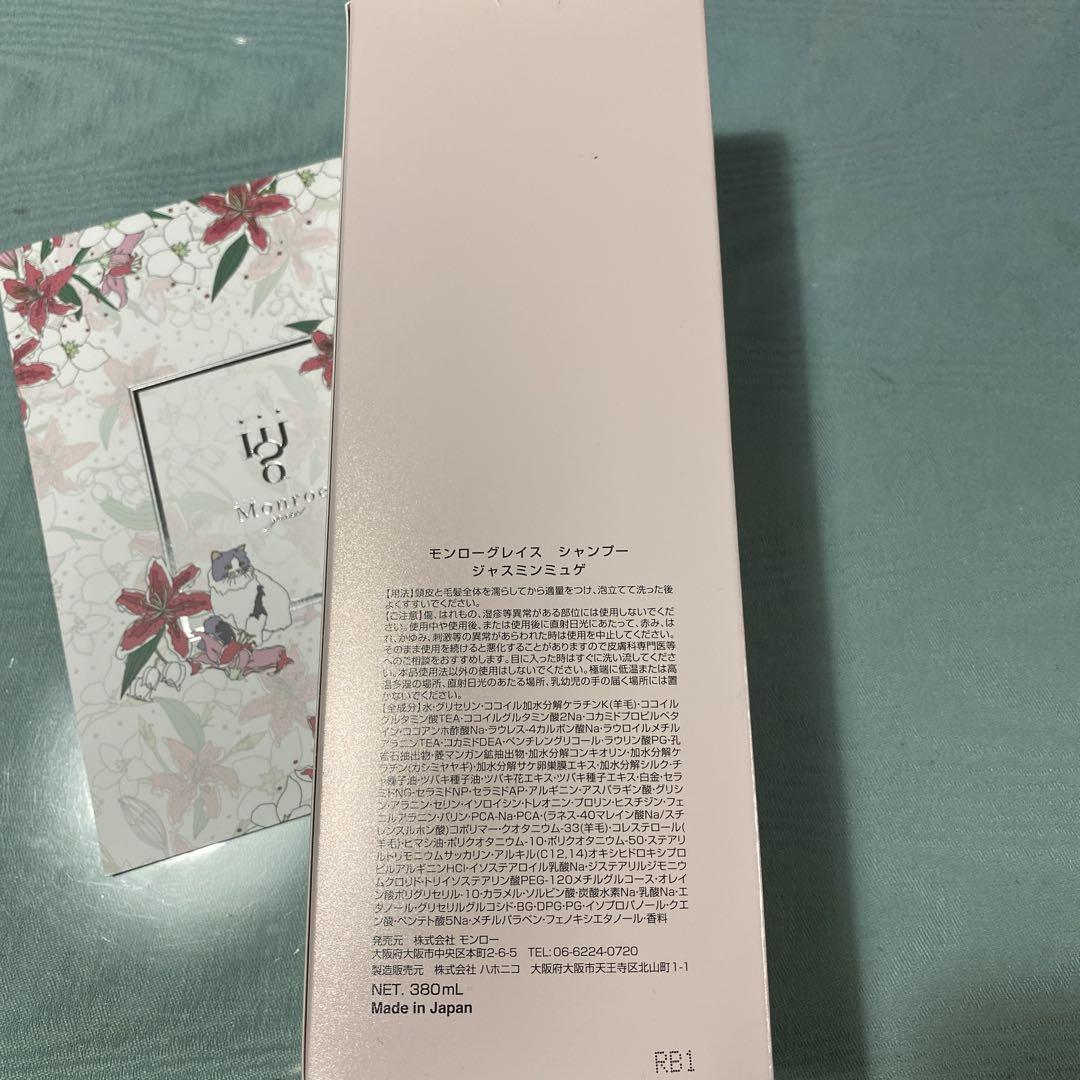 Monroe
モンローグレイス シャンプー
ジャスミンミュゲ
【用法】頭皮と毛髪全体を濡らしてから適量をつけ、泡立てて洗った後
よくすすいでください。
【ご注意】傷、はれもの、湿疹等異常がある部位には使用しないでくだ
さい。使用中や使用後、または使用後に直射日光にあたって、赤み、は
れ、かゆみ、刺激等の異常があらわれた時は使用を中止してください。
そのまま使用を続けると悪化することがありますので皮膚科専門医等
へのご相談をおすすめします。目に入った時はすぐに洗い流してくださ
い。本品使用法以外の使用はしないでください。極端に低温または高
温多湿の場所、直射日光のあたる場所、乳幼児の手の届く場所には置
かないでください。
【全成分】水・グリセリン・ココイル加水分解ケラチンK(羊毛)・ココイル
グルタミン酸TEA・ココイルグルタミン酸2Na・コカミドプロピルベタ
イン・ココアンホ酢酸Na・ラウレス-4カルボン酸Na・ラウロイルメチル
アラニンTEA・コカミドDEA・ペンチレングリコール・ラウリン酸PG・孔
雀石抽出物・菱マンガン鉱抽出物・加水分解コンキオリン・加水分解ケ
ラチン(カシミヤヤギ)・加水分解サケ卵巣膜エキス・加水分解シルク・チ
ャ種子油・ツバキ種子油・ツバキ花エキス・ツバキ種子エキス・白金・セラ
ミドNG・セラミドNP・セラミドAP・アルギニン・アスパラギン酸・グリシ
ン・アラニン・セリン・イソロイシン・トレオニン・プロリン・ヒスチジン・フェ
ニルアラニン・バリン・PCA-Na・PCA・(ラネス-40マレイン酸Na/スチ
レンスルホン酸)コポリマー・クオタニウム-33(羊毛)・コレステロール(
羊毛)・ヒマシ油・ポリクオタニウム-10・ポリクオタニウム-50・ステアリ
ルトリモニウムサッカリン・アルキル(C12,14)オキシヒドロキシプロ
ピルアルギニンHCl・イソステアロイル乳酸Na・ジステアリルジモニウ
ムクロリド・トリイソステアリン酸PEG-120メチルグルコース・オレイ
ン酸ポリグリセリル-10・カラメル・ソルビン酸・炭酸水素Na・乳酸Na・エ
タノール・グリセリルグルコシド・BG・DPG・PG・イソプロパノール・クエ
ン酸・ペンテト酸5Na・メチルパラベン・フェノキシエタノール・香料
発売元 株式会社 モンロー
大阪府大阪市中央区本町2-6-5 TEL:06-6224-0720
製造販売元 株式会社 ハホニコ 大阪府大阪市天王寺区北山町1-1
NET. 380mL
Made in Japan
RB1